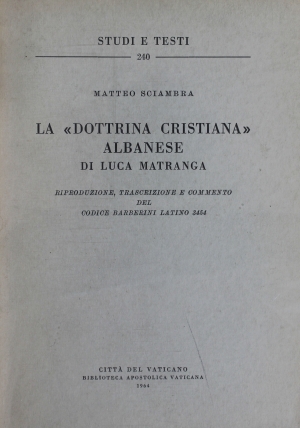 STUDI E TESTI
240
MATTEO SCIAMBRA
LA «DOTTRINA CRISTIANA»
ALBANESE
DI LUCA MATRANGA
RIPRODUZIONE, TRASCRIZIONE E COMMENTO
DEL
CODICE BARBERINI LATINO 3454
CITTÀ DEL VATICANO
BIBLIOTECA APOSTOLICA VATICANA
1964